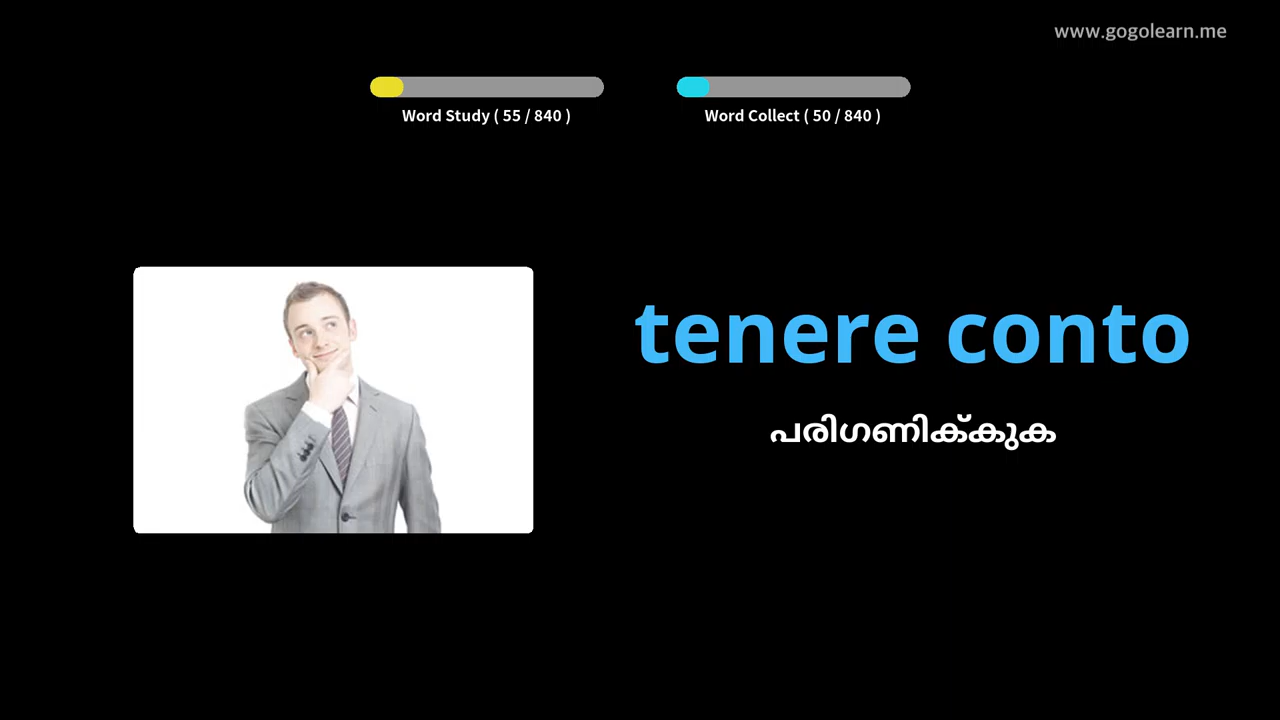 www.gogolearn.me
Word Study ( 55 / 840 )
Word Collect ( 50 / 840 )
tenere conto
പരിഗണിക്കുക